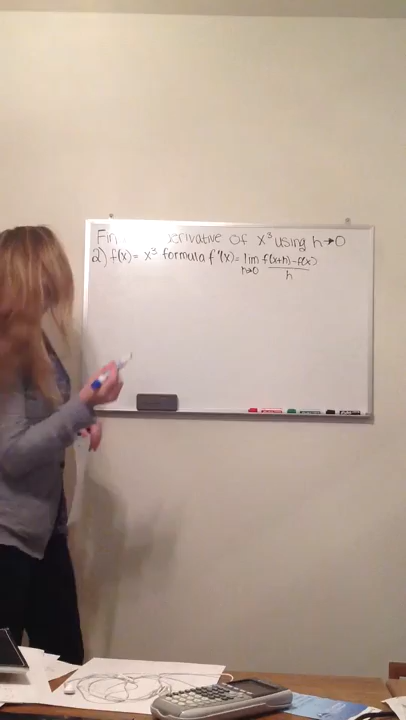 Fin erivative of x³ using h→0
2) f(x)= x³ formula f'(x)= lim h→0 f(x+h)-f(x) / h